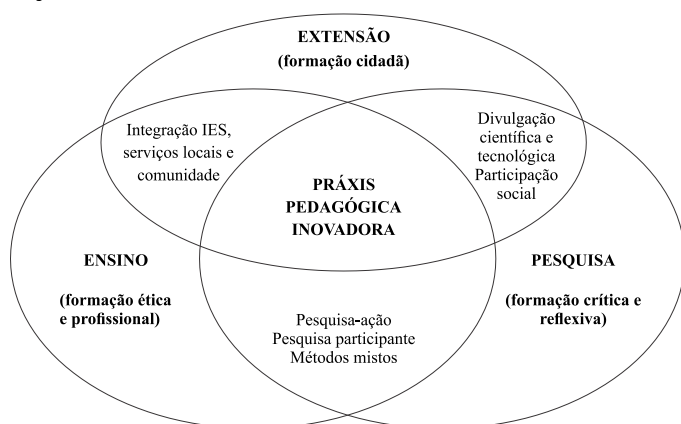 EXTENSÃO
(formação cidadã)
Integração IES,
serviços locais e
comunidade
Divulgação
científica e
tecnológica
Participação
social
PRÁXIS
PEDAGÓGICA
INOVADORA
ENSINO
(formação ética
e profissional)
PESQUISA
(formação crítica e
reflexiva)
Pesquisa-ação
Pesquisa participante
Métodos mistos